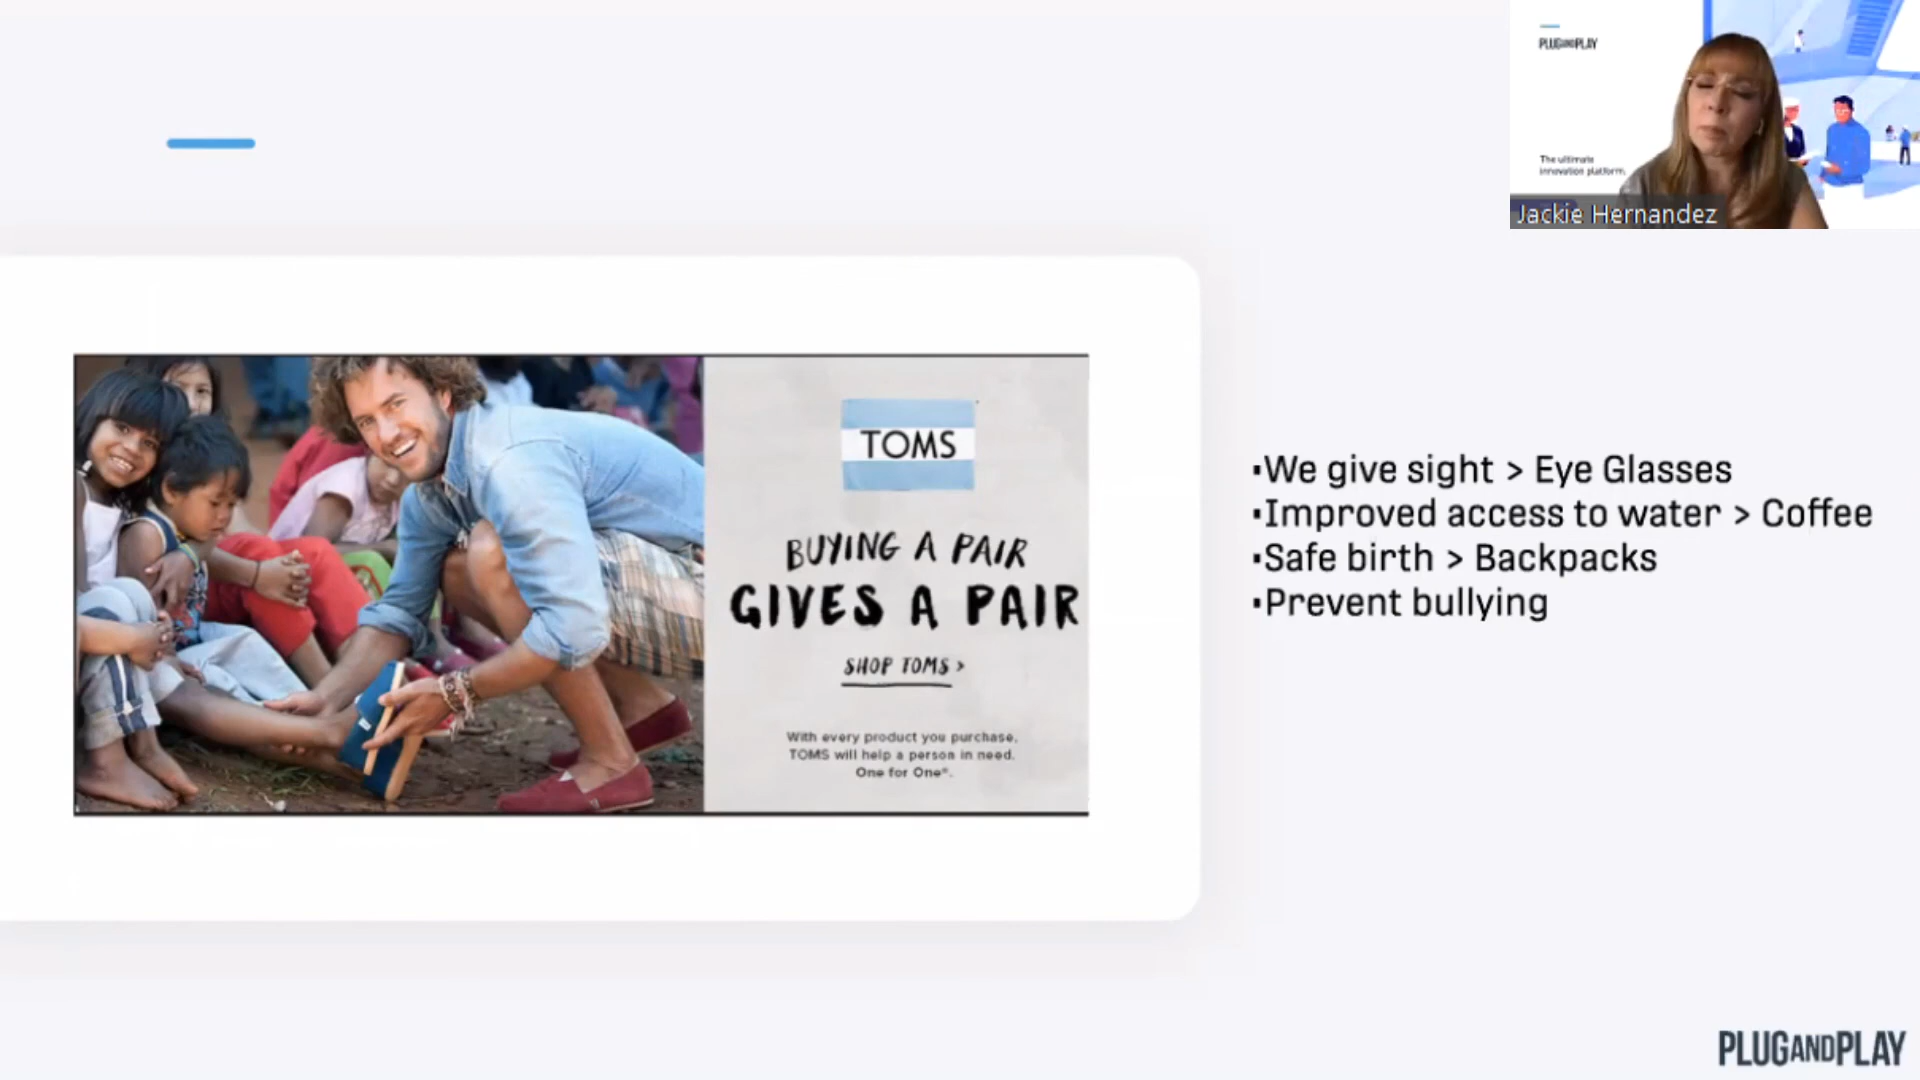 PLUGANDPLAY
The ultimate
innovation platform.
Jackie Hernandez
TOMS
BUYING A PAIR
GIVES A PAIR
SHOP TOMS >
With every product you purchase,
TOMS will help a person in need.
One for One®.
▪We give sight > Eye Glasses
▪Improved access to water > Coffee
▪Safe birth > Backpacks
▪Prevent bullying
PLUGANDPLAY